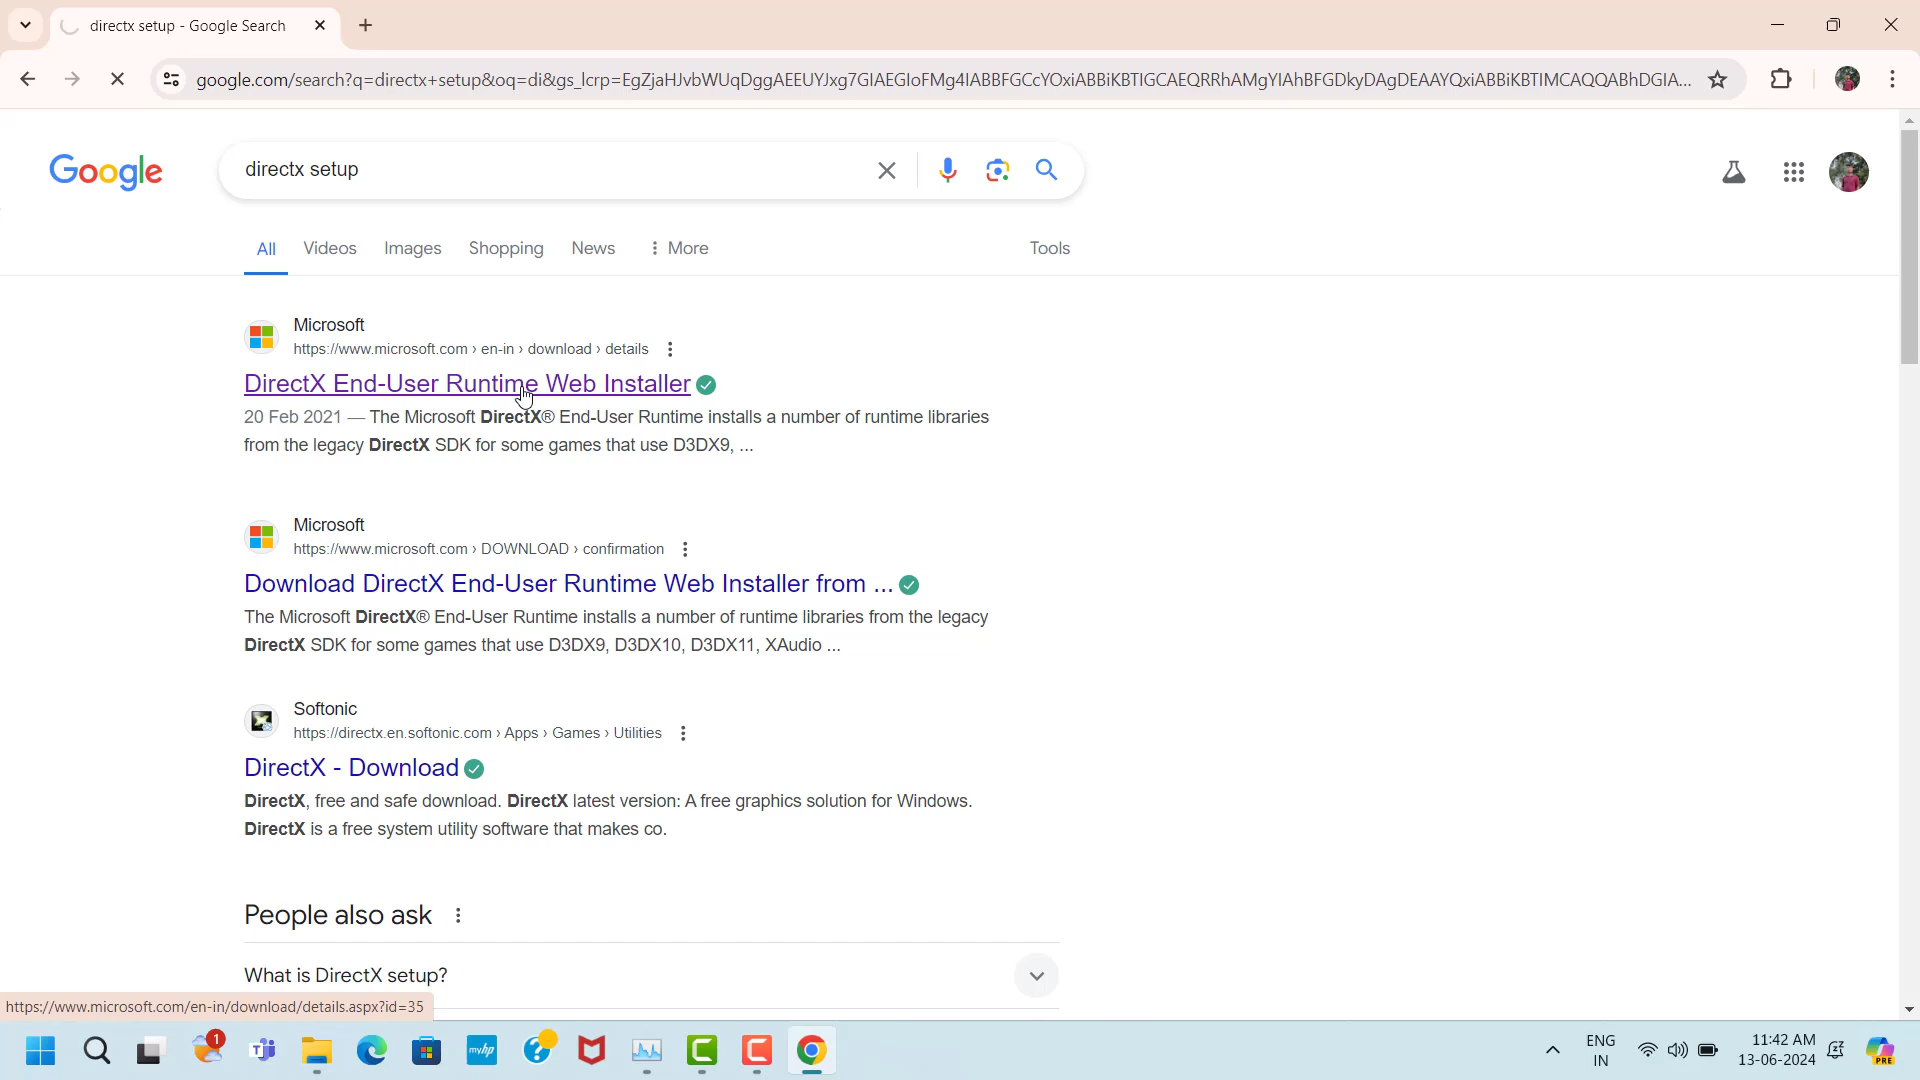 directx setup - Google Search
google.com/search?q=directx+setup&oq=di&gs_lcrp=EgZjaHJvbWUqDggAEEUYJxg7GIAEGIoFMg4IABBFGCcYOxiABBiKBTIGCAEQRRhAMgYIAhBFGDkyDAgDEAAYQxiABBiKBTIMCAQQABhDGIA...
Google
directx setup
All Videos Images Shopping News More Tools
Microsoft
https://www.microsoft.com › en-in › download › details
DirectX End-User Runtime Web Installer
20 Feb 2021 — The Microsoft DirectX® End-User Runtime installs a number of runtime libraries
from the legacy DirectX SDK for some games that use D3DX9, ...
Microsoft
https://www.microsoft.com › DOWNLOAD › confirmation
Download DirectX End-User Runtime Web Installer from ...
The Microsoft DirectX® End-User Runtime installs a number of runtime libraries from the legacy
DirectX SDK for some games that use D3DX9, D3DX10, D3DX11, XAudio ...
Softonic
https://directx.en.softonic.com › Apps › Games › Utilities
DirectX - Download
DirectX, free and safe download. DirectX latest version: A free graphics solution for Windows.
DirectX is a free system utility software that makes co.
People also ask
What is DirectX setup?
https://www.microsoft.com/en-in/download/details.aspx?id=35
1
myhp
ENG
IN
11:42 AM
13-06-2024
PRE